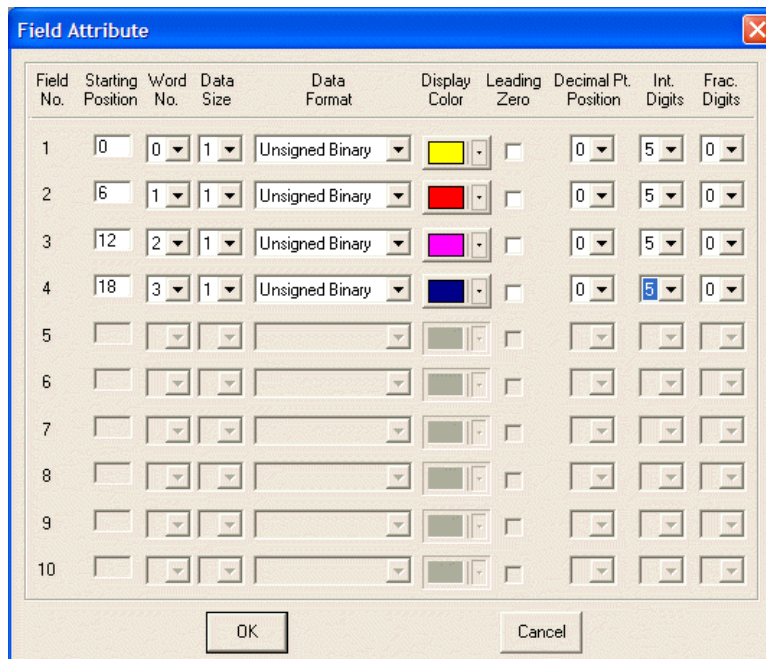 Field Attribute
Field Starting Word Data Data Display Leading Decimal Pt. Int. Frac.
No. Position No. Size Format Color Zero Position Digits Digits
1 0 0 1 Unsigned Binary 0 5 0
2 6 1 1 Unsigned Binary 0 5 0
3 12 2 1 Unsigned Binary 0 5 0
4 18 3 1 Unsigned Binary 0 5 0
5
6
7
8
9
10
OK Cancel